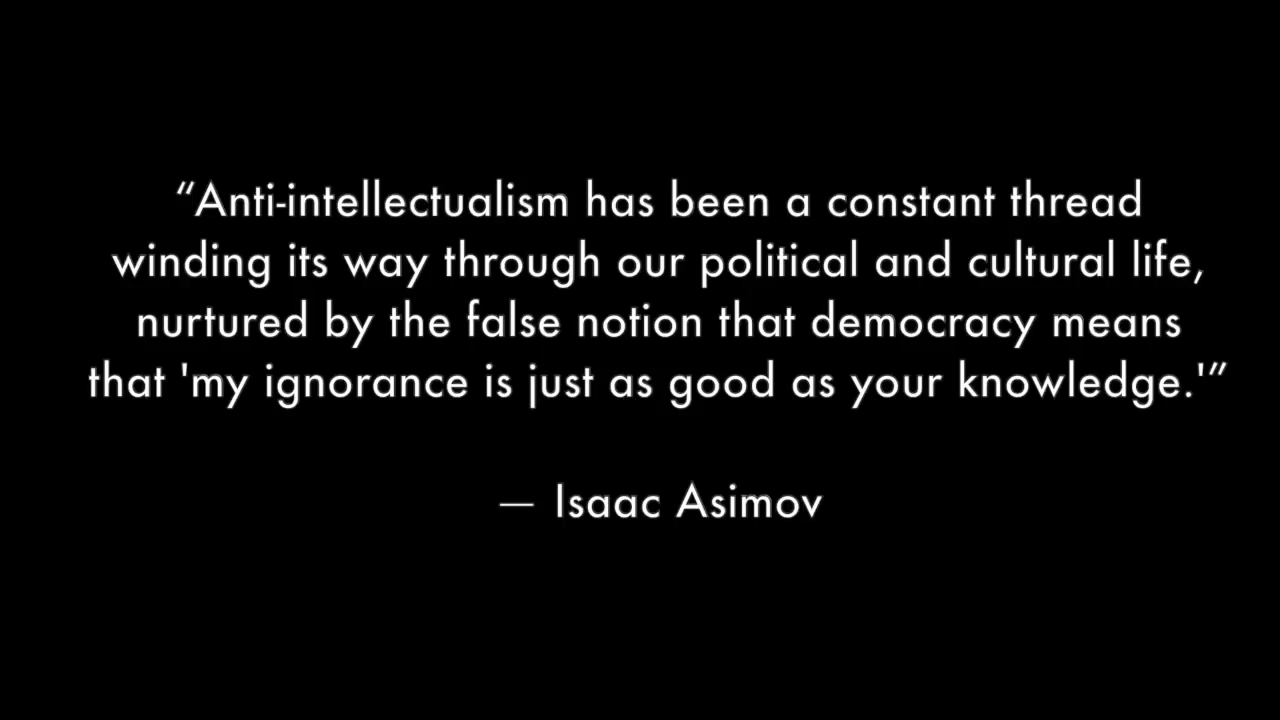 “Anti-intellectualism has been a constant thread
winding its way through our political and cultural life,
nurtured by the false notion that democracy means
that 'my ignorance is just as good as your knowledge.'”
— Isaac Asimov